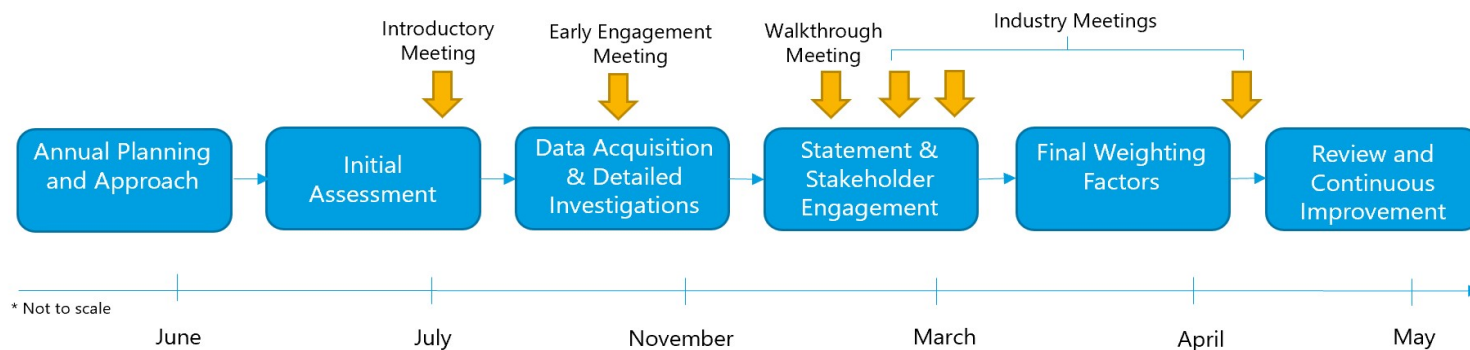 Introductory
Meeting
Early Engagement
Meeting
Walkthrough
Meeting
Industry Meetings
Annual Planning
and Approach
Initial
Assessment
Data Acquisition
& Detailed
Investigations
Statement &
Stakeholder
Engagement
Final Weighting
Factors
Review and
Continuous
Improvement
* Not to scale
June
July
November
March
April
May